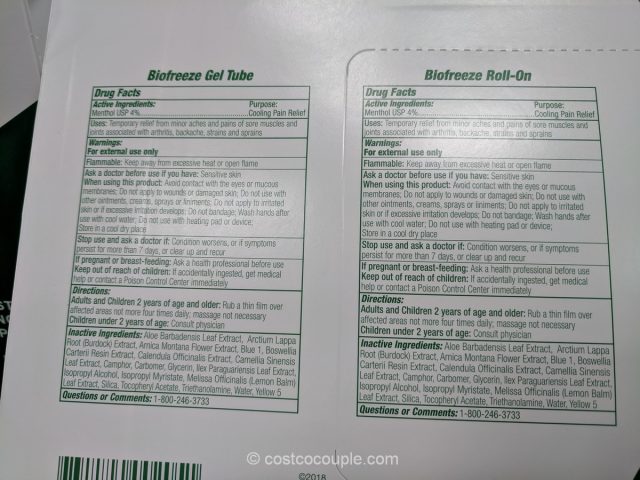 Biofreeze Gel Tube
Drug Facts
Active Ingredients: Purpose:
Menthol USP 4%..........Cooling Pain Relief
Uses: Temporary relief from minor aches and pains of sore muscles and
joints associated with arthritis, backache, strains and sprains
Warnings:
For external use only
Flammable: Keep away from excessive heat or open flame
Ask a doctor before use if you have: Sensitive skin
When using this product: Avoid contact with the eyes or mucous
membranes; Do not apply to wounds or damaged skin; Do not use with
other ointments, creams, sprays or liniments; Do not apply to irritated
skin or if excessive irritation develops; Do not bandage; Wash hands after
use with cool water; Do not use with heating pad or device;
Store in a cool dry place
Stop use and ask a doctor if: Condition worsens, or if symptoms
persist for more than 7 days, or clear up and recur
If pregnant or breast-feeding: Ask a health professional before use
Keep out of reach of children: If accidentally ingested, get medical
help or contact a Poison Control Center immediately
Directions:
Adults and Children 2 years of age and older: Rub a thin film over
affected areas not more four times daily; massage not necessary
Children under 2 years of age: Consult physician
Inactive Ingredients: Aloe Barbadensis Leaf Extract, Arctium Lappa
Root (Burdock) Extract, Arnica Montana Flower Extract, Blue 1, Boswellia
Carterii Resin Extract, Calendula Officinalis Extract, Camellia Sinensis
Leaf Extract, Camphor, Carbomer, Glycerin, Ilex Paraguariensis Leaf Extract,
Isopropyl Alcohol, Isopropyl Myristate, Melissa Officinalis (Lemon Balm)
Leaf Extract, Silica, Tocopheryl Acetate, Triethanolamine, Water, Yellow 5
Questions or Comments: 1-800-246-3733
Biofreeze Roll-On
Drug Facts
Active Ingredients: Purpose:
Menthol USP 4%..........Cooling Pain Relief
Uses: Temporary relief from minor aches and pains of sore muscles and
joints associated with arthritis, backache, strains and sprains
Warnings:
For external use only
Flammable: Keep away from excessive heat or open flame
Ask a doctor before use if you have: Sensitive skin
When using this product: Avoid contact with the eyes or mucous
membranes; Do not apply to wounds or damaged skin; Do not use with
other ointments, creams, sprays or liniments; Do not apply to irritated
skin or if excessive irritation develops; Do not bandage; Wash hands after
use with cool water; Do not use with heating pad or device;
Store in a cool dry place
Stop use and ask a doctor if: Condition worsens, or if symptoms
persist for more than 7 days, or clear up and recur
If pregnant or breast-feeding: Ask a health professional before use
Keep out of reach of children: If accidentally ingested, get medical
help or contact a Poison Control Center immediately
Directions:
Adults and Children 2 years of age and older: Rub a thin film over
affected areas not more four times daily; massage not necessary
Children under 2 years of age: Consult physician
Inactive Ingredients: Aloe Barbadensis Leaf Extract, Arctium Lappa
Root (Burdock) Extract, Arnica Montana Flower Extract, Blue 1, Boswellia
Carterii Resin Extract, Calendula Officinalis Extract, Camellia Sinensis
Leaf Extract, Camphor, Carbomer, Glycerin, Ilex Paraguariensis Leaf Extract,
Isopropyl Alcohol, Isopropyl Myristate, Melissa Officinalis (Lemon Balm)
Leaf Extract, Silica, Tocopheryl Acetate, Triethanolamine, Water, Yellow 5
Questions or Comments: 1-800-246-3733
© costcocouple.com
©2018